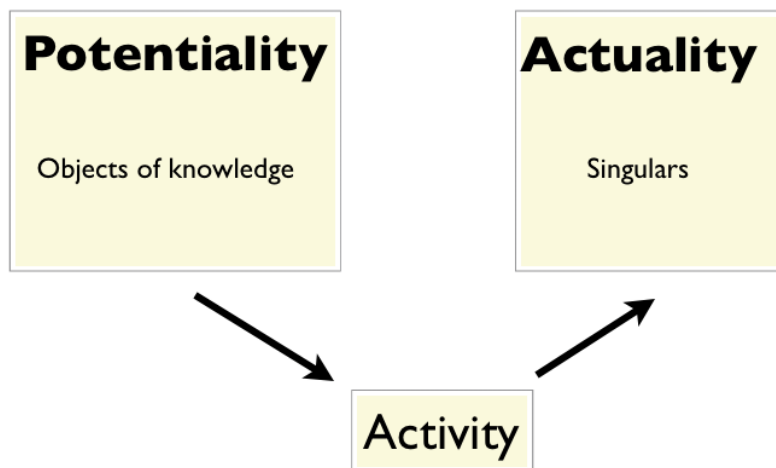 Potentiality
Objects of knowledge
Actuality
Singulars
Activity